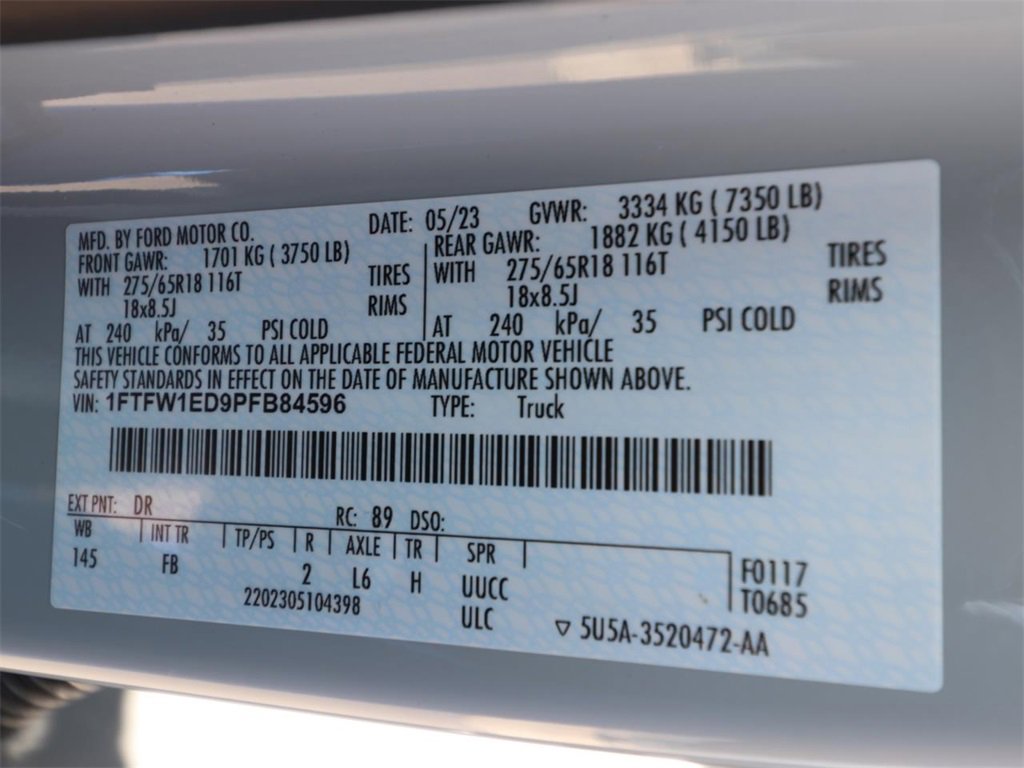 MFD. BY FORD MOTOR CO. DATE: 05/23 GVWR: 3334 KG ( 7350 LB)
FRONT GAWR: 1701 KG ( 3750 LB) REAR GAWR: 1882 KG ( 4150 LB)
WITH 275/65R18 116T TIRES WITH 275/65R18 116T TIRES
18x8.5J RIMS 18x8.5J RIMS
AT 240 kPa/ 35 PSI COLD AT 240 kPa/ 35 PSI COLD
THIS VEHICLE CONFORMS TO ALL APPLICABLE FEDERAL MOTOR VEHICLE
SAFETY STANDARDS IN EFFECT ON THE DATE OF MANUFACTURE SHOWN ABOVE.
VIN: 1FTFW1ED9PFB84596 TYPE: Truck
EXT PNT: DR RC: 89 DSO:
WB INT TR TP/PS R AXLE TR SPR
145 FB 2 L6 H UUCC F0117
2202305104398 ULC T0685
▽ 5U5A-3520472-AA